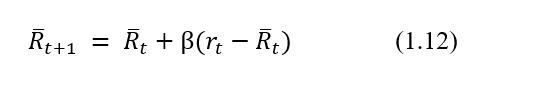 R̅ₜ₊₁ = R̅ₜ + β(rₜ − R̅ₜ) (1.12)